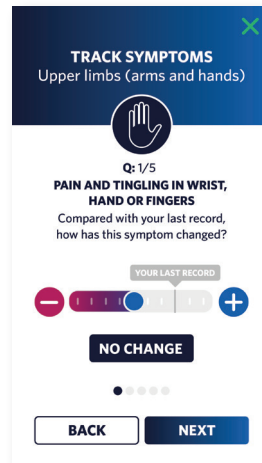 TRACK SYMPTOMS
Upper limbs (arms and hands)
Q: 1/5
PAIN AND TINGLING IN WRIST,
HAND OR FINGERS
Compared with your last record,
how has this symptom changed?
YOUR LAST RECORD
NO CHANGE
BACK
NEXT